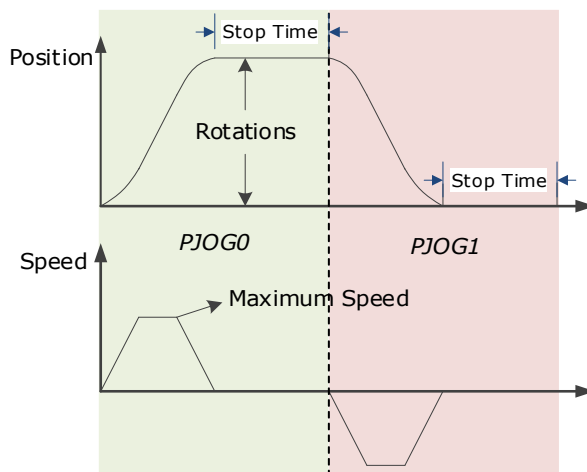 Stop Time
Position
Rotations
Stop Time
PJOG0
PJOG1
Speed
Maximum Speed